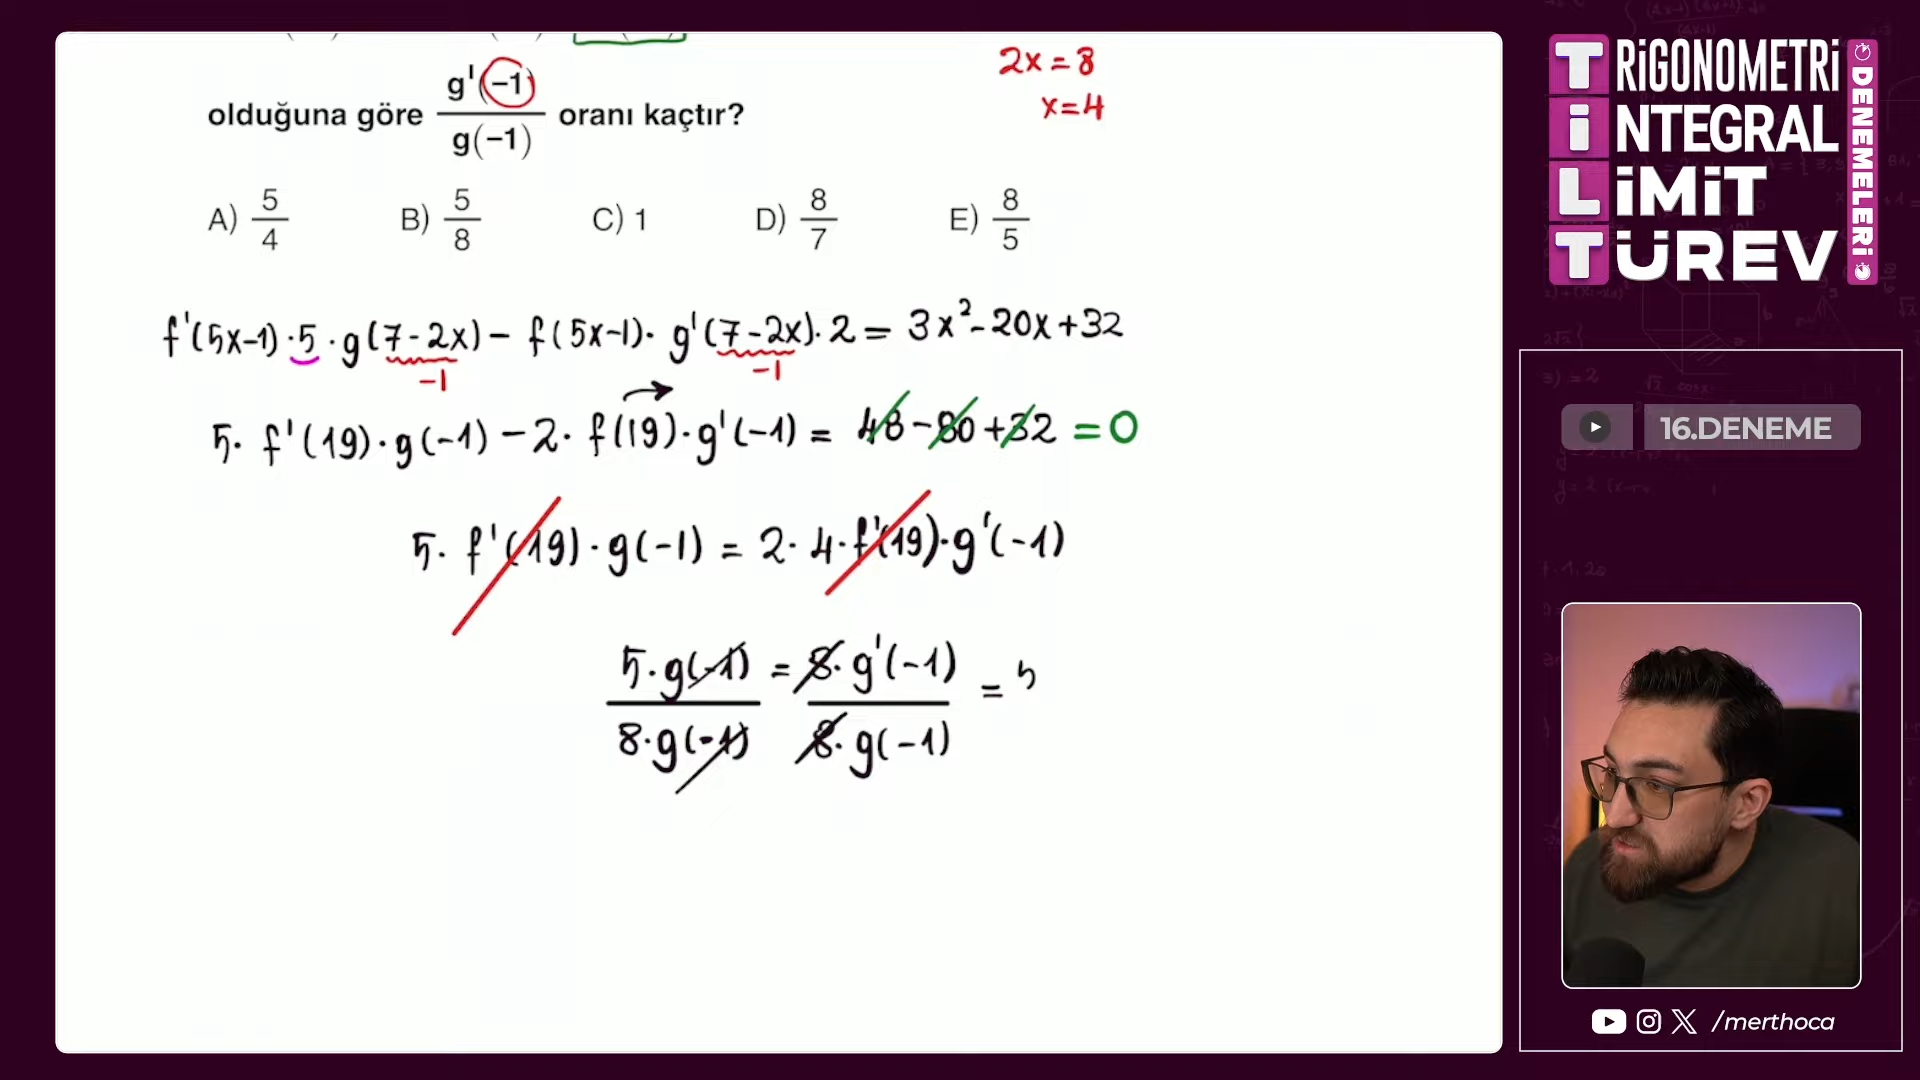 2x = 8
x = 4
olduğuna göre g'(-1) / g(-1) oranı kaçtır?
A) 5/4 B) 5/8 C) 1 D) 8/7 E) 8/5
f'(5x-1)·5·g(7-2x) - f(5x-1)·g'(7-2x)·2 = 3x²-20x+32
-1 -1
5·f'(19)·g(-1) - 2·f(19)·g'(-1) = 48-80+32 = 0
5·f'(19)·g(-1) = 2·4·f'(19)·g'(-1)
5·g(-1) / 8·g(-1) = 8·g'(-1) / 8·g(-1) = 5
TRiGONOMETRi
iNTEGRAL
LiMiT
TÜREV
DENEMELERi
16.DENEME
/merthoca